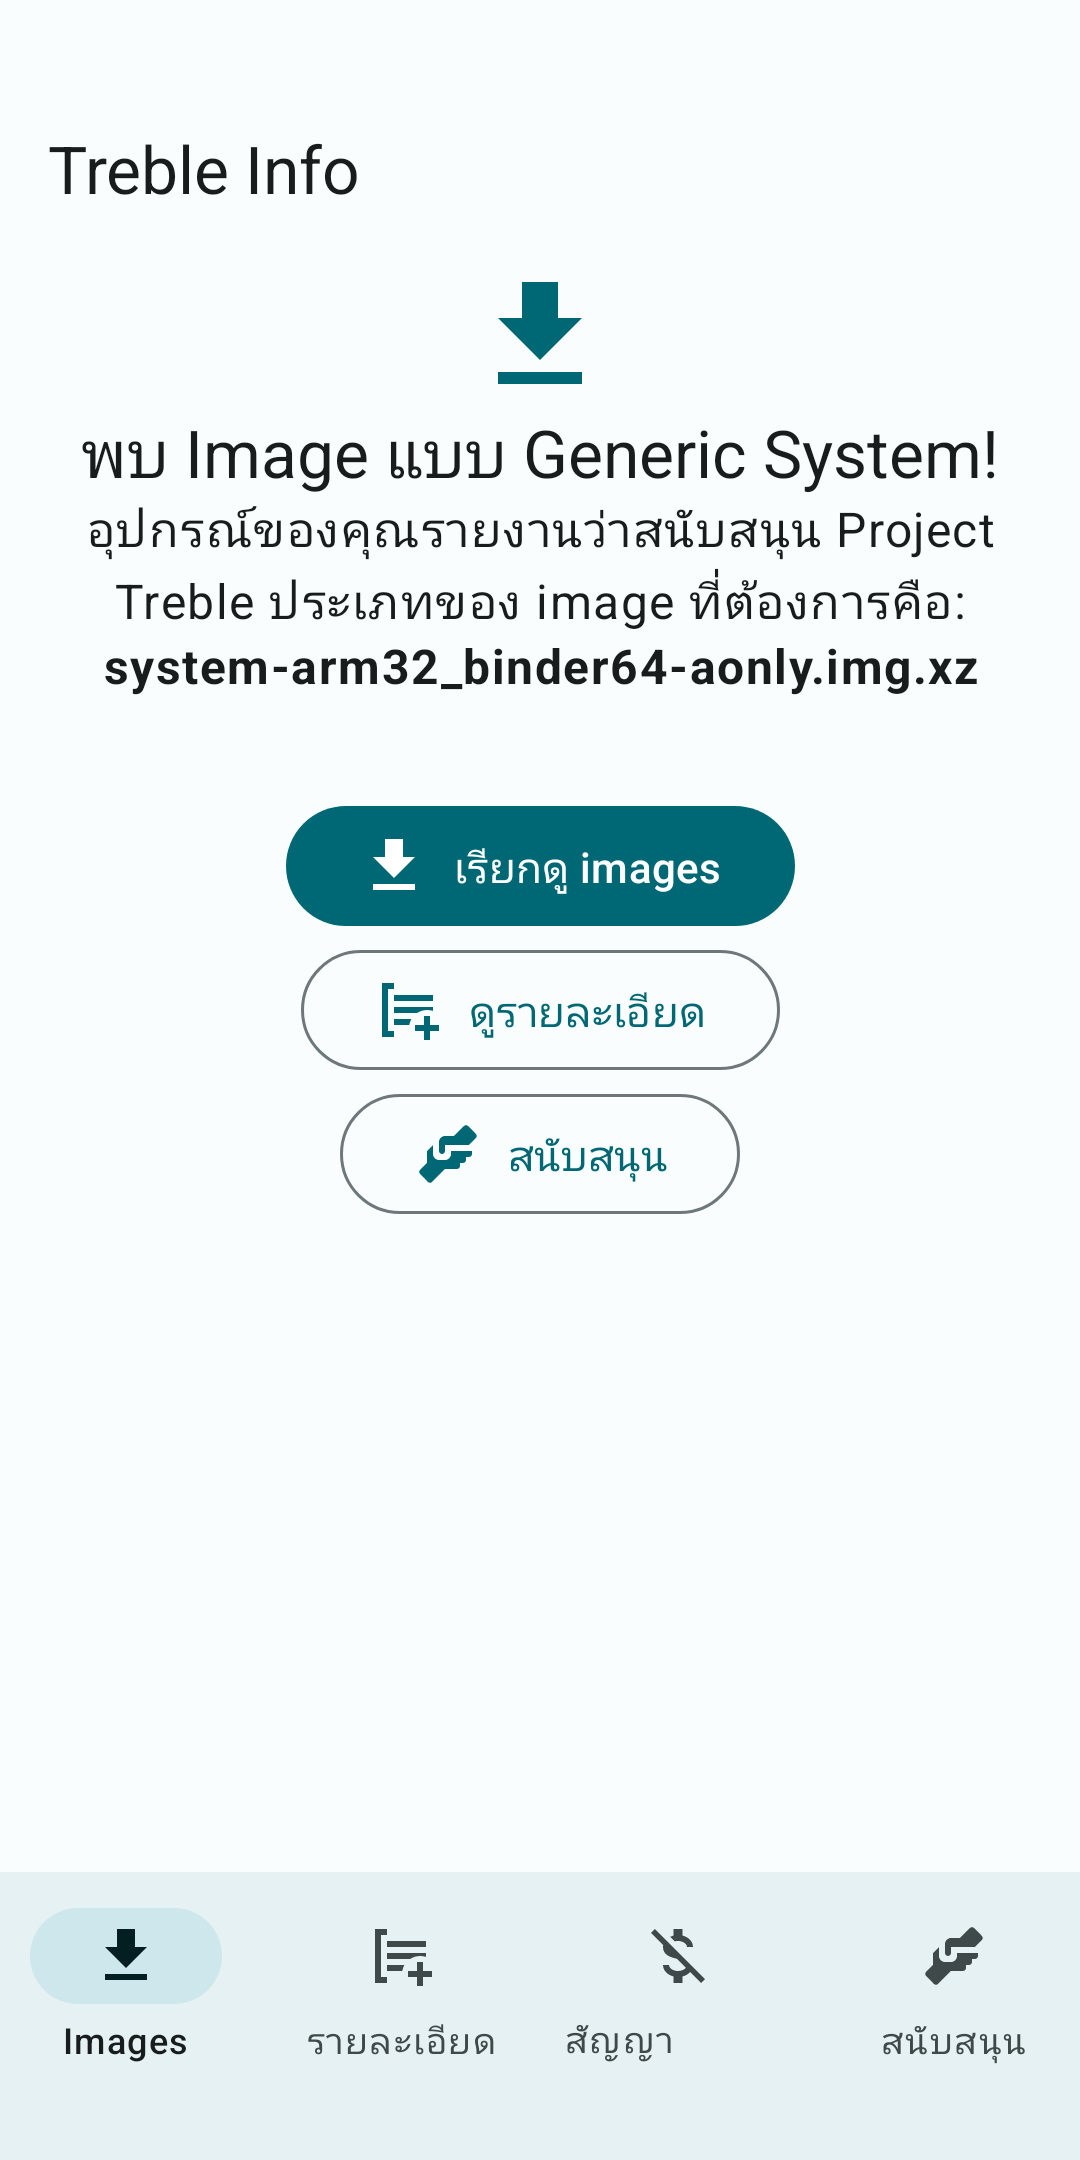 Treble Info
พบ Image แบบ Generic System!
อุปกรณ์ของคุณรายงานว่าสนับสนุน Project
Treble ประเภทของ image ที่ต้องการคือ:
system-arm32_binder64-aonly.img.xz
เรียกดู images
ดูรายละเอียด
สนับสนุน
Images
รายละเอียด
สัญญา
สนับสนุน